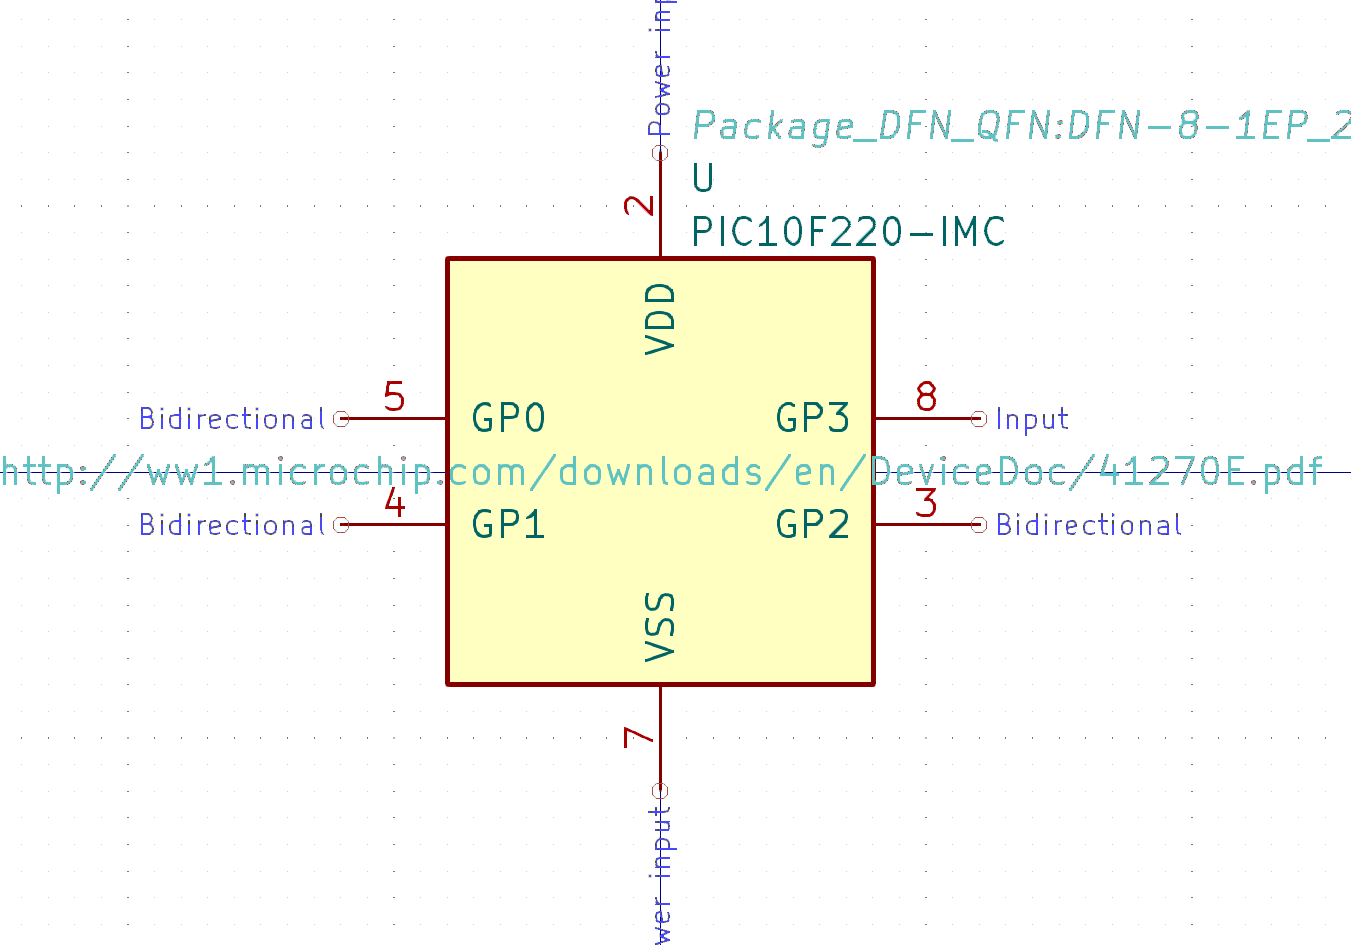 Power inp
Package_DFN_QFN:DFN-8-1EP_2
U
2
PIC10F220-IMC
VDD
5
8
Bidirectional
GP0
GP3
Input
http://ww1.microchip.com/downloads/en/DeviceDoc/41270E.pdf
4
3
Bidirectional
GP1
GP2
Bidirectional
VSS
7
wer input